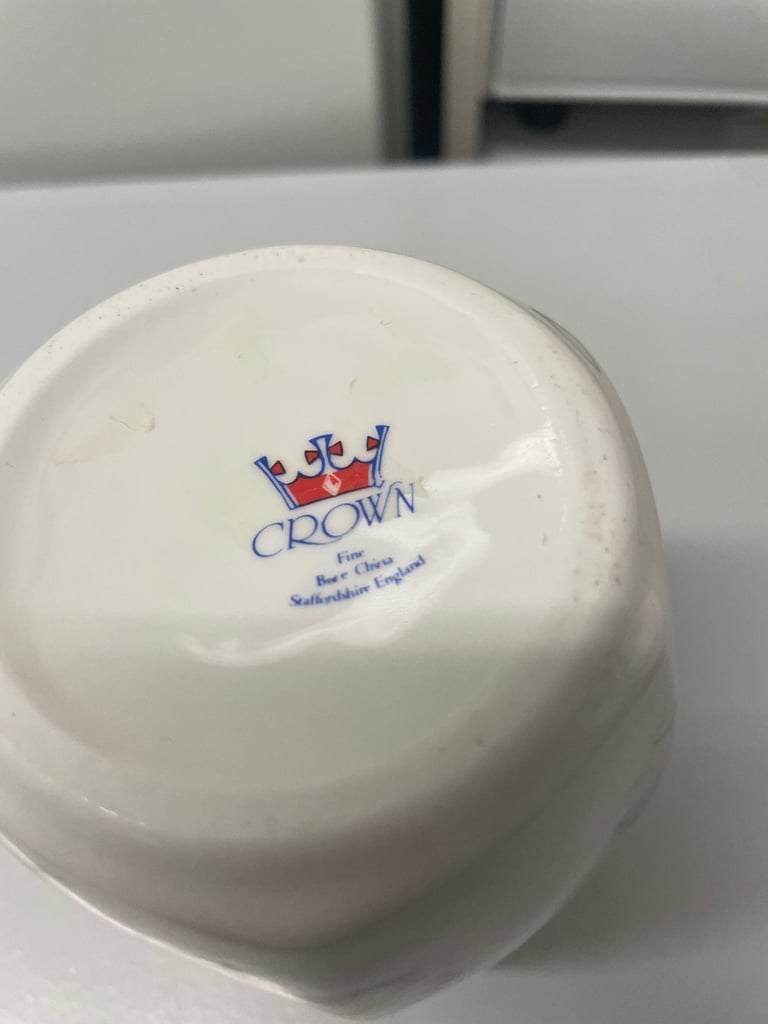 CROWN
Fine
Bone China
Staffordshire England